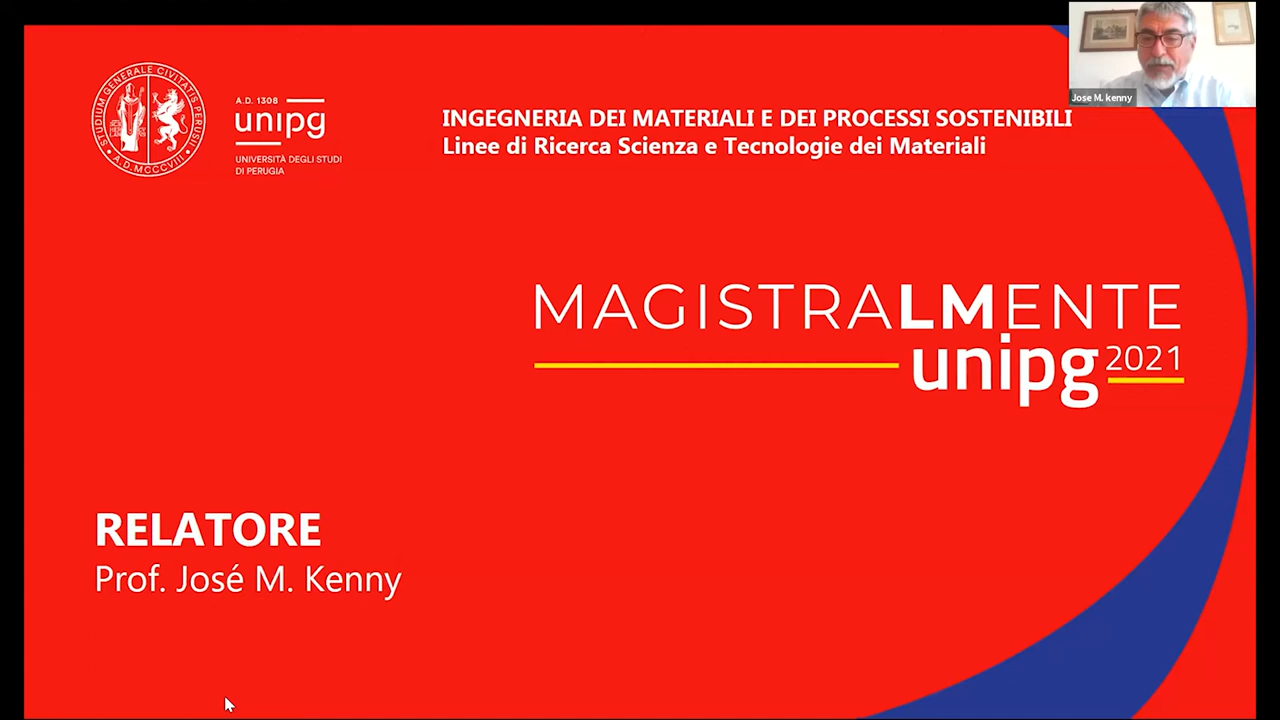 STUDIUM GENERALE CIVITATIS PERUSII
A.D. MCCCVIII
A.D. 1308
unipg
UNIVERSITÀ DEGLI STUDI
DI PERUGIA
INGEGNERIA DEI MATERIALI E DEI PROCESSI SOSTENIBILI
Linee di Ricerca Scienza e Tecnologie dei Materiali
Jose M. kenny
MAGISTRALMENTE
unipg 2021
RELATORE
Prof. José M. Kenny